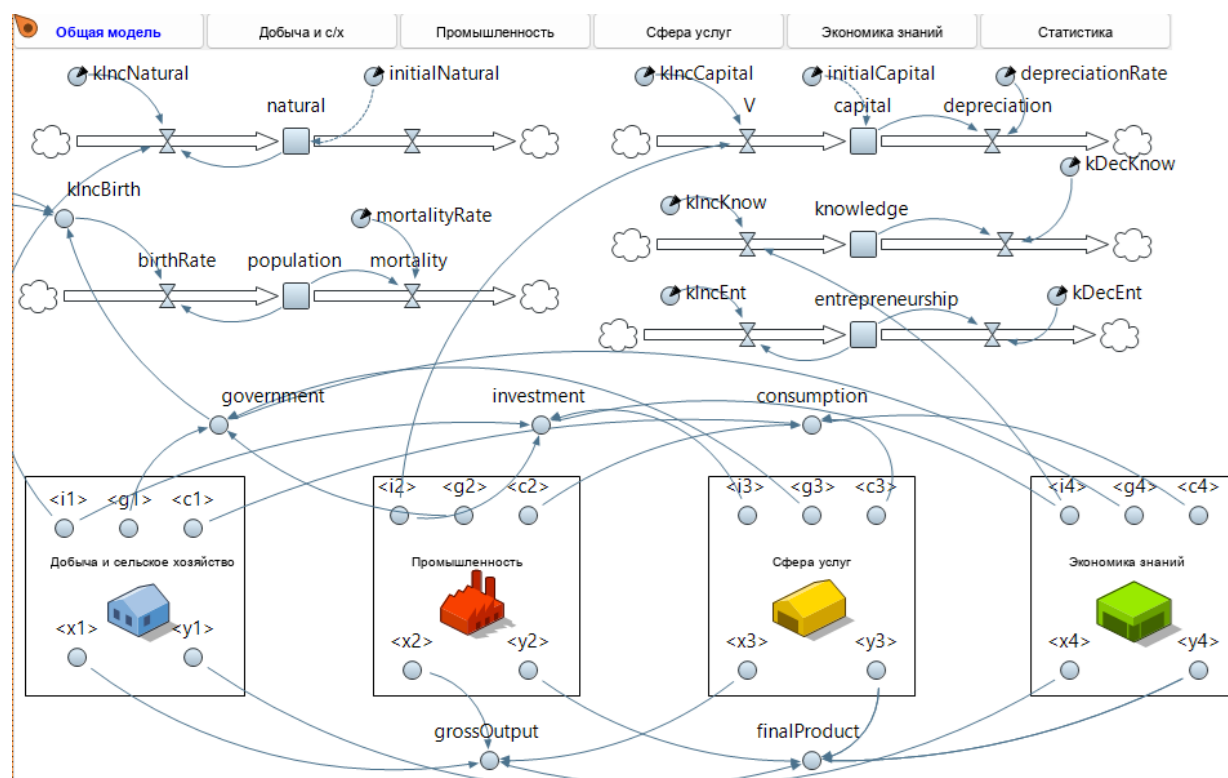 Общая модель
Добыча и с/х
Промышленность
Сфера услуг
Экономика знаний
Статистика
kIncNatural
initialNatural
kIncCapital
initialCapital
depreciationRate
natural
V
capital
depreciation
kDecKnow
kIncBirth
kIncKnow
knowledge
mortalityRate
birthRate
population
mortality
kIncEnt
entrepreneurship
kDecEnt
government
investment
consumption
<i1>
<g1>
<c1>
<i2>
<g2>
<c2>
<i3>
<g3>
<c3>
<i4>
<g4>
<c4>
Добыча и сельское хозяйство
Промышленность
Сфера услуг
Экономика знаний
<x1>
<y1>
<x2>
<y2>
<x3>
<y3>
<x4>
<y4>
grossOutput
finalProduct